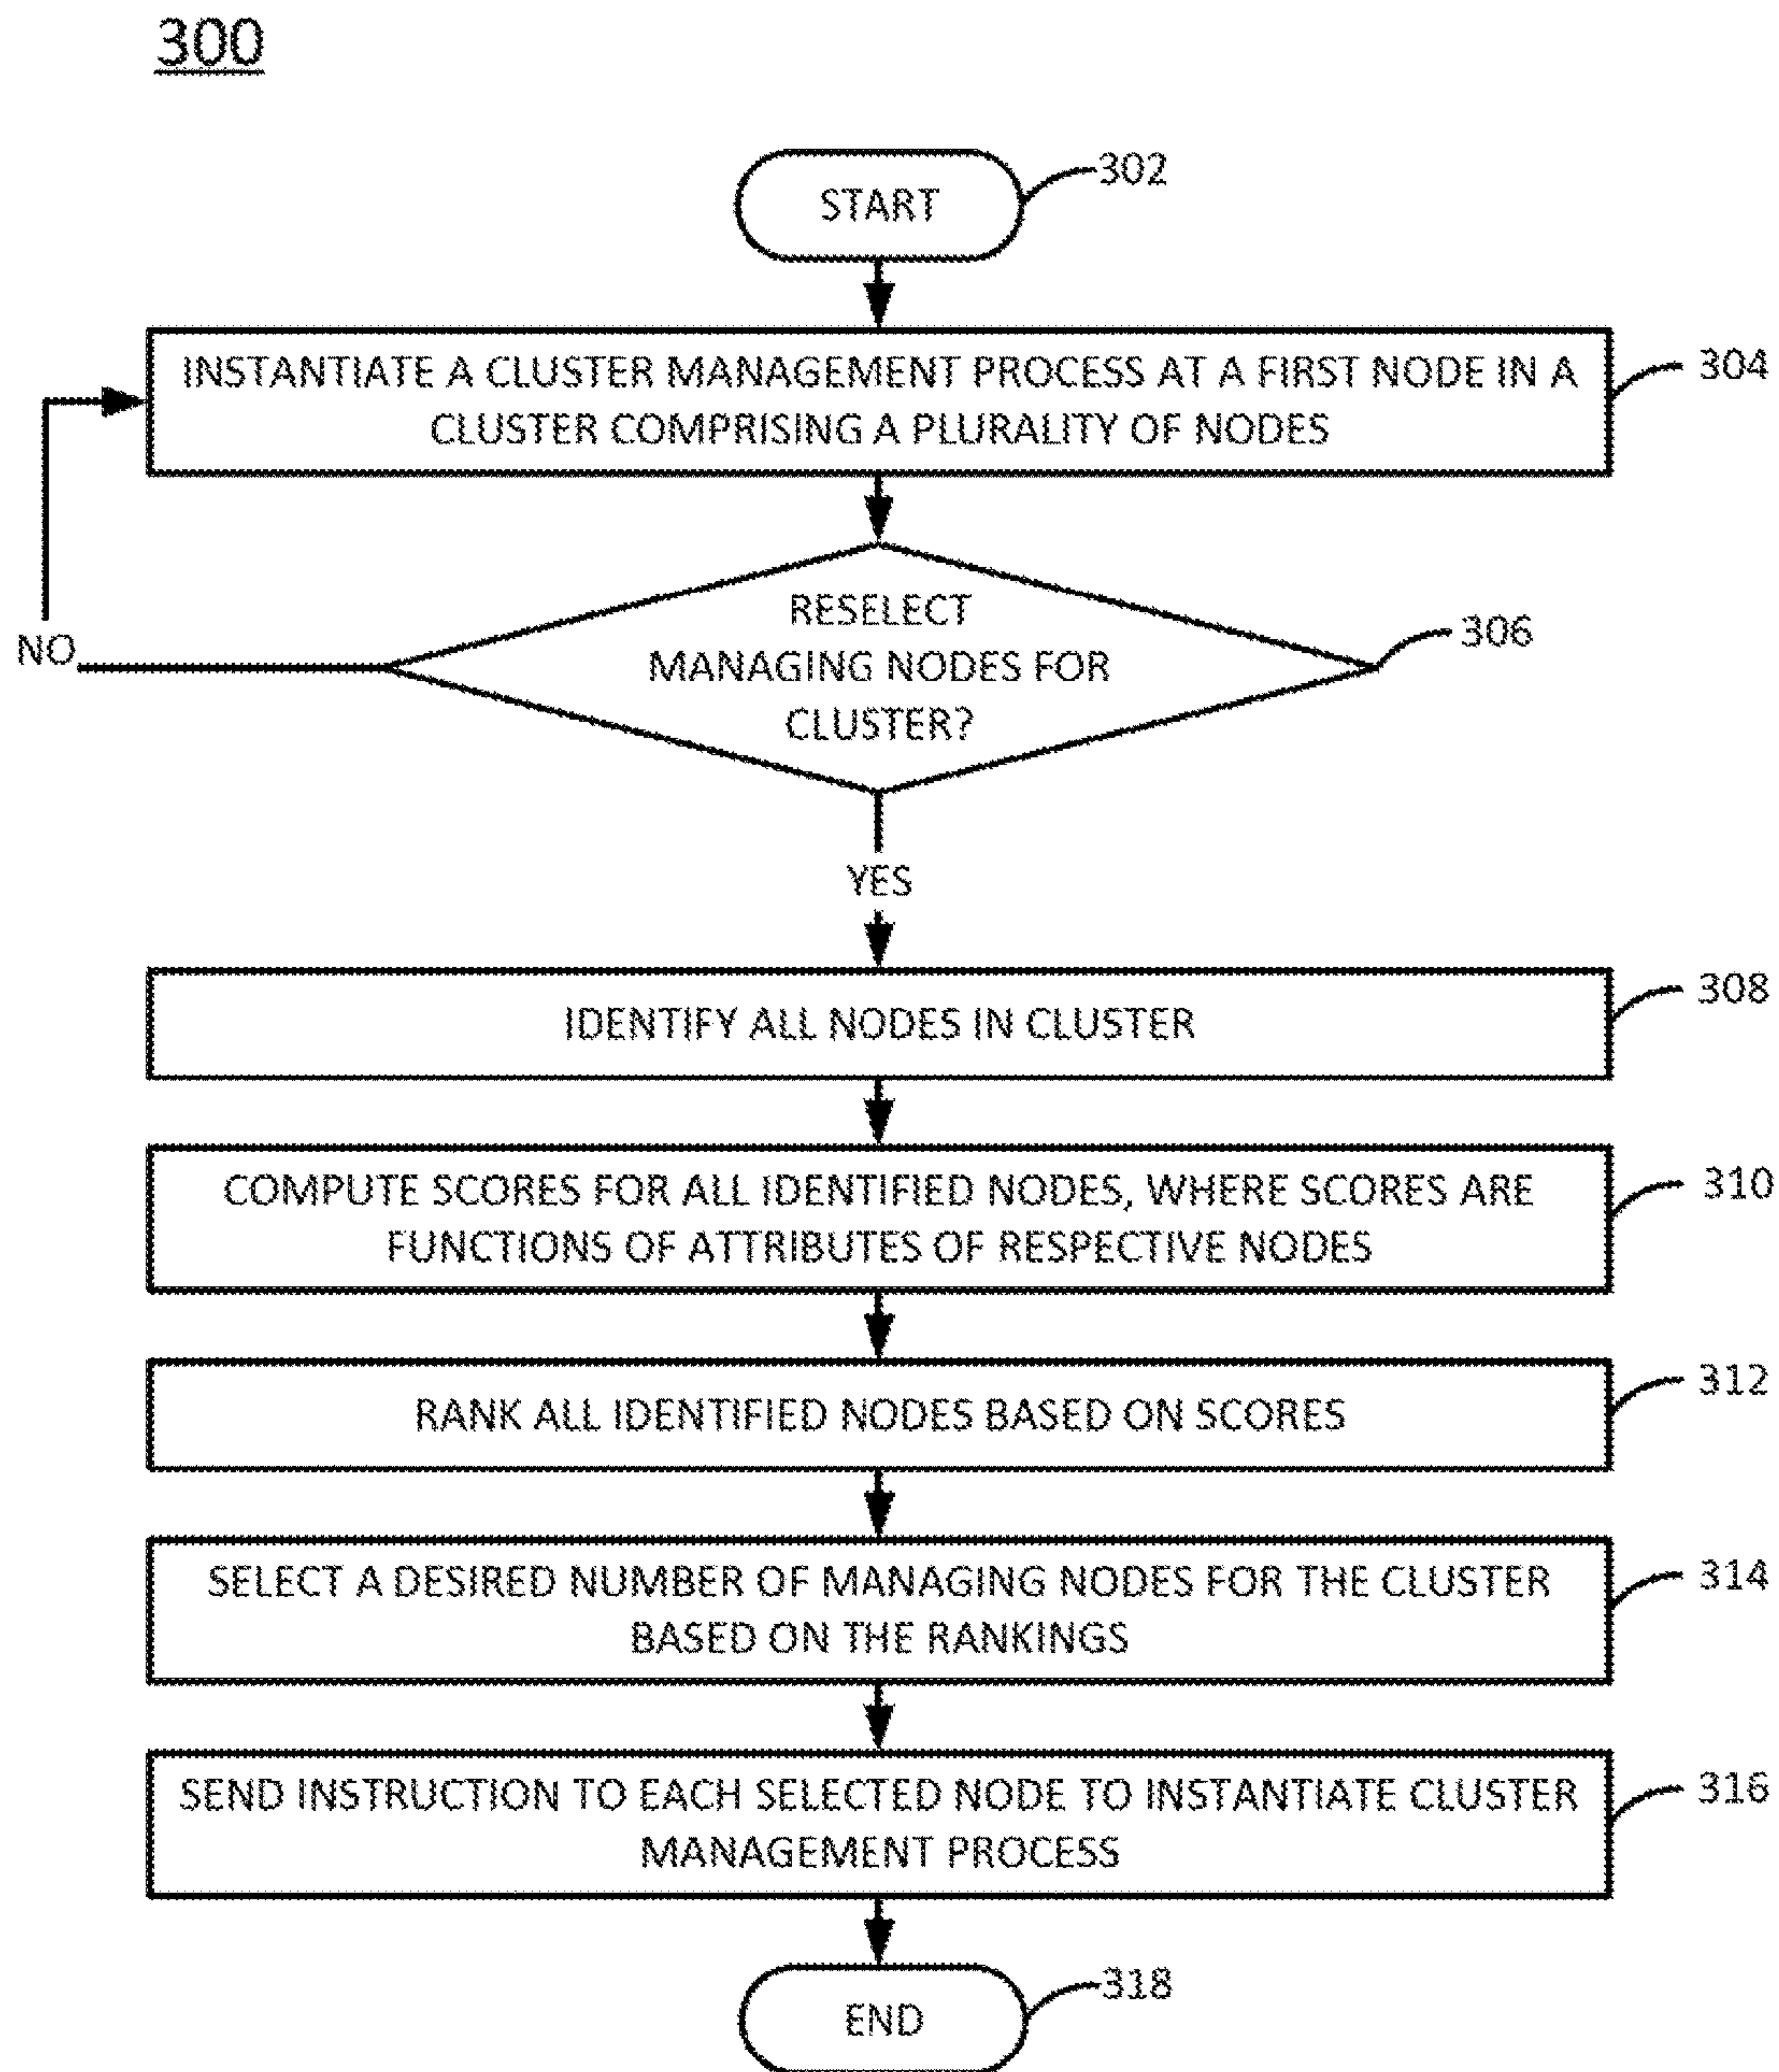 300
START
302
INSTANTIATE A CLUSTER MANAGEMENT PROCESS AT A FIRST NODE IN A
CLUSTER COMPRISING A PLURALITY OF NODES
304
RESELECT
MANAGING NODES FOR
CLUSTER?
306
NO
YES
IDENTIFY ALL NODES IN CLUSTER
308
COMPUTE SCORES FOR ALL IDENTIFIED NODES, WHERE SCORES ARE
FUNCTIONS OF ATTRIBUTES OF RESPECTIVE NODES
310
RANK ALL IDENTIFIED NODES BASED ON SCORES
312
SELECT A DESIRED NUMBER OF MANAGING NODES FOR THE CLUSTER
BASED ON THE RANKINGS
314
SEND INSTRUCTION TO EACH SELECTED NODE TO INSTANTIATE CLUSTER
MANAGEMENT PROCESS
316
END
318